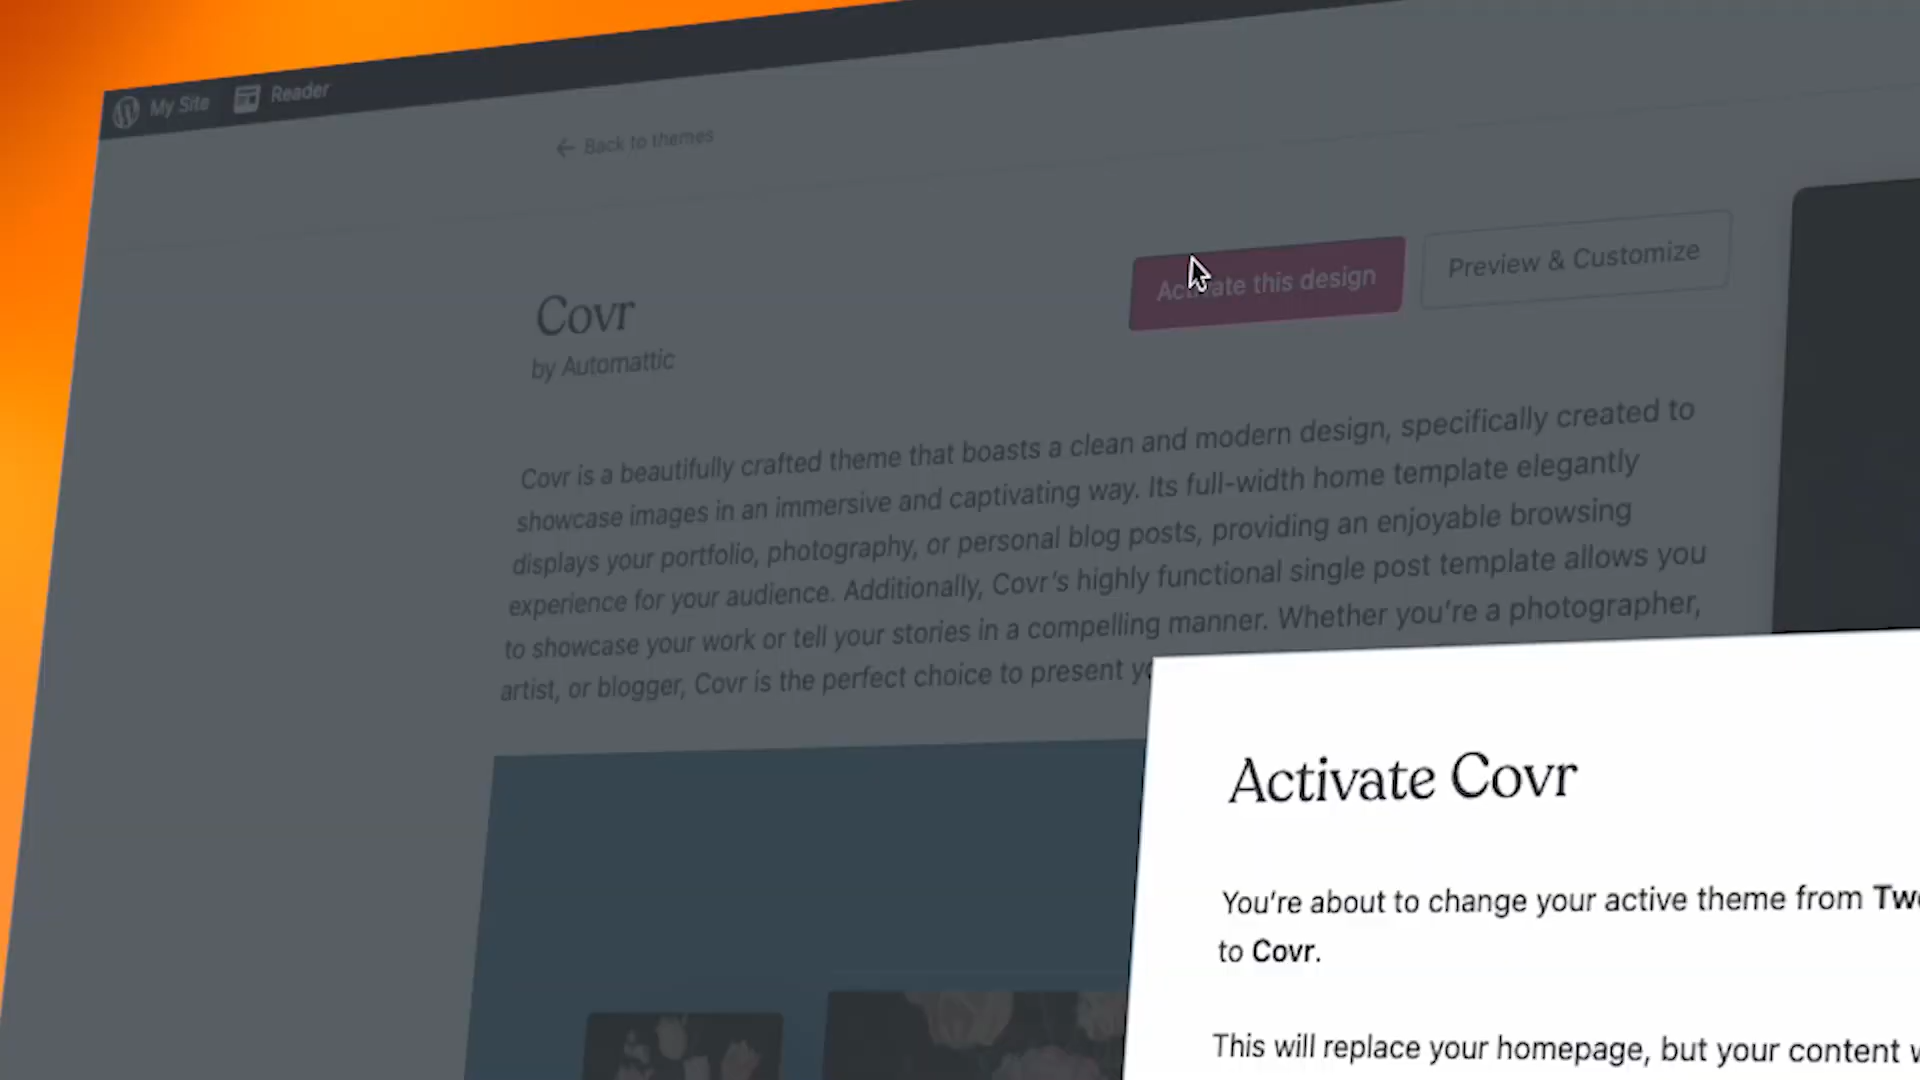 My Site
Reader
Back to themes
Covr
by Automattic
Activate this design
Preview & Customize
Covr is a beautifully crafted theme that boasts a clean and modern design, specifically created to
showcase images in an immersive and captivating way. Its full-width home template elegantly
displays your portfolio, photography, or personal blog posts, providing an enjoyable browsing
experience for your audience. Additionally, Covr's highly functional single post template allows you
to showcase your work or tell your stories in a compelling manner. Whether you're a photographer,
artist, or blogger, Covr is the perfect choice to present
Activate Covr
You're about to change your active theme from
to Covr.
This will replace your homepage, but your content